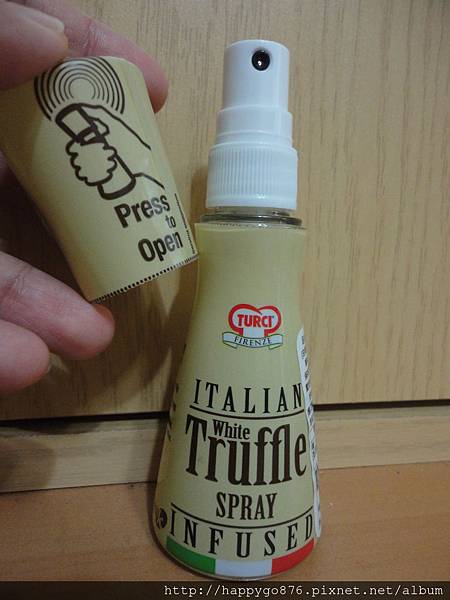 Press
to
Open
TURCI
FIRENZE
ITALIAN
White
Truffle
SPRAY
INFUSED
http://happygo876.pixnet.net/album